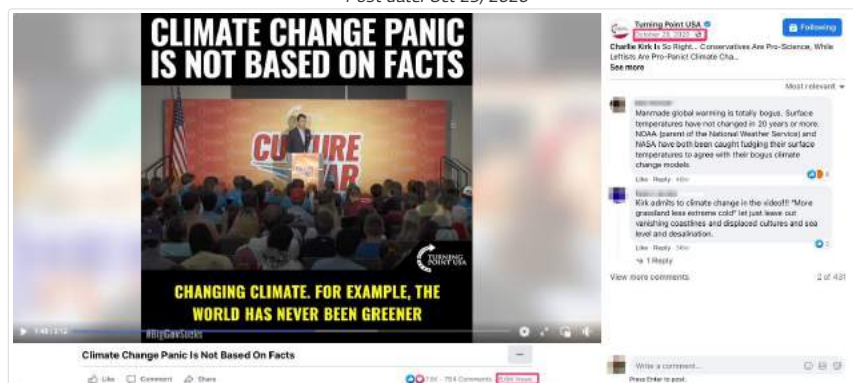 Post date: Oct 23, 2020
CLIMATE CHANGE PANIC
IS NOT BASED ON FACTS
CULTURE
WAR
TURNING
POINT USA
CHANGING CLIMATE. FOR EXAMPLE, THE
WORLD HAS NEVER BEEN GREENER
#BigGovSucks
Climate Change Panic Is Not Based On Facts
Like Comment Share
Turning Point USA
Following
October 23, 2020
Charlie Kirk Is So Right... Conservatives Are Pro-Science, While
Leftists Are Pro-Panic! Climate Cha...
See more
Most relevant
Manmade global warming is totally bogus. Surface
temperatures have not changed in 20 years or more.
NOAA (parent of the National Weather Service) and
NASA have both been caught fudging their surface
temperatures to agree with their bogus climate
change models.
Like Reply
Kirk admits to climate change in the video!!! "More
grassland less extreme cold" let just leave out
vanishing coastlines and displaced cultures and sea
level and desalination.
Like Reply
1 Reply
View more comments
2 of 431
Write a comment...
Press Enter to post.